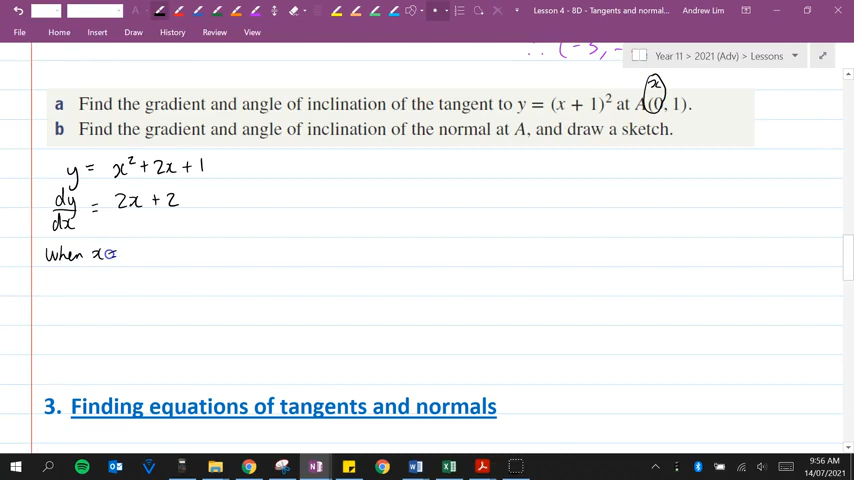 Lesson 4 - 8D - Tangents and normal...
Andrew Lim
File Home Insert Draw History Review View
∴ (-3, -
Year 11 > 2021 (Adv) > Lessons
x
a Find the gradient and angle of inclination of the tangent to y = (x + 1)² at A(0, 1).
b Find the gradient and angle of inclination of the normal at A, and draw a sketch.
y = x² + 2x + 1
dy/dx = 2x + 2
When x
3. Finding equations of tangents and normals
9:56 AM
14/07/2021